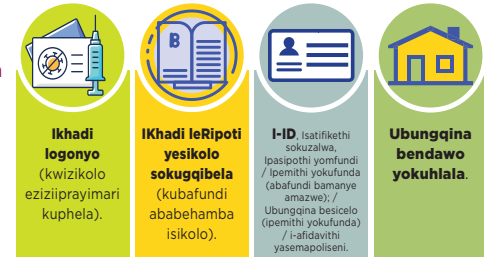 B
Ikhadi
logonyo
(kwizikolo
eziziiprayimari
kuphela).
IKhadi leRipoti
yesikolo
sokugqibela
(kubafundi
ababehamba
isikolo).
I-ID, Isatifikethi
sokuzalwa,
Ipasipothi yomfundi
/ Ipemithi yokufunda
(abafundi bamanye
amazwe); /
Ubungqina besicelo
(ipemithi yokufunda)
/ i-afidavithi
yasemapoliseni.
Ubungqina
bendawo
yokuhlala.